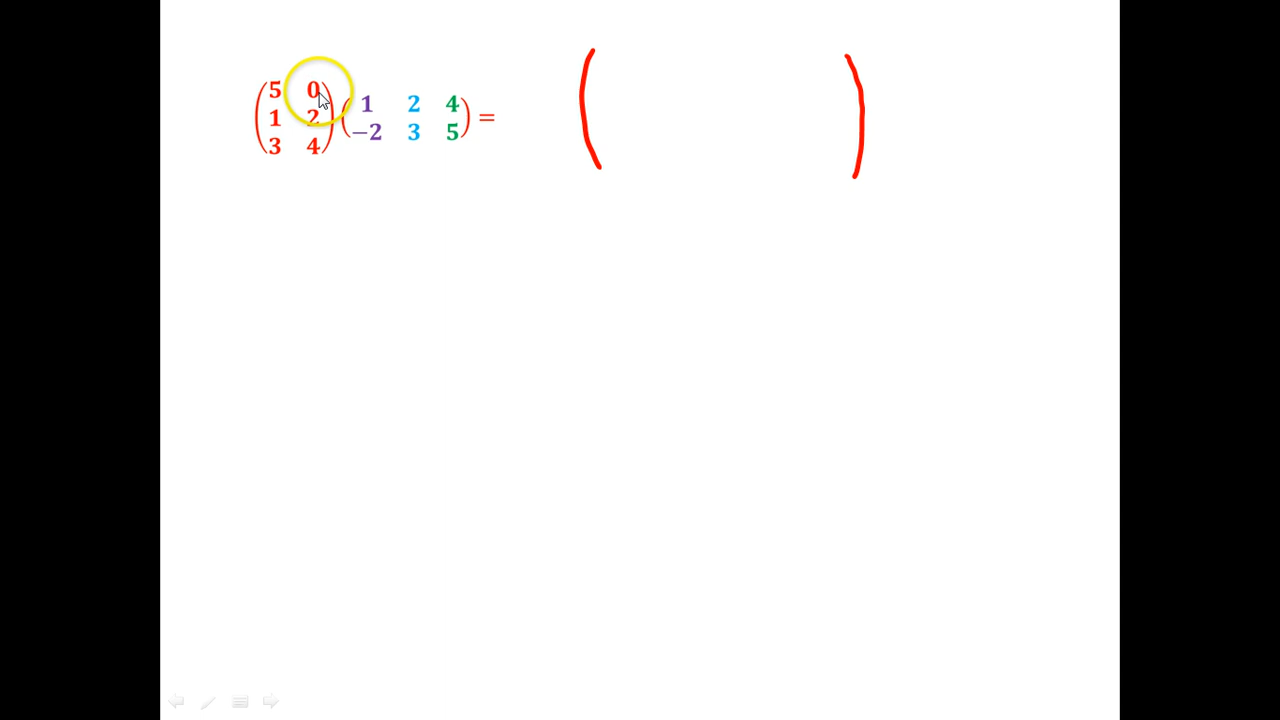 (5 0
1 2
3 4) (1 2 4
−2 3 5) = ( )